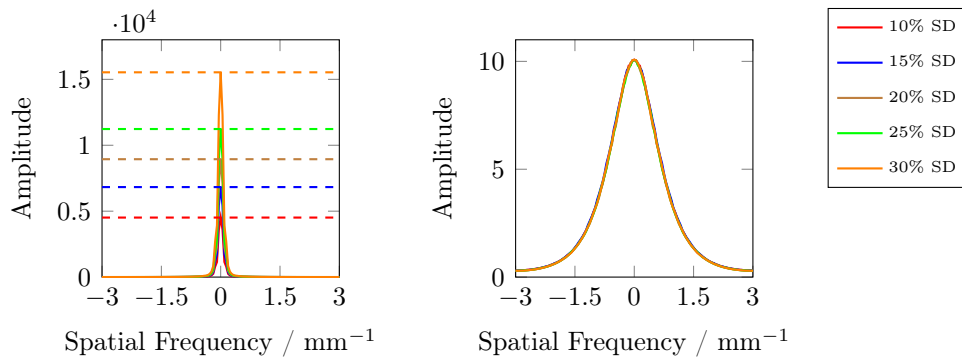 ·10⁴
Amplitude
1.5
1
0.5
0
−3
−1.5
0
1.5
3
Spatial Frequency / mm⁻¹
Amplitude
10
5
0
−3
−1.5
0
1.5
3
Spatial Frequency / mm⁻¹
10% SD
15% SD
20% SD
25% SD
30% SD